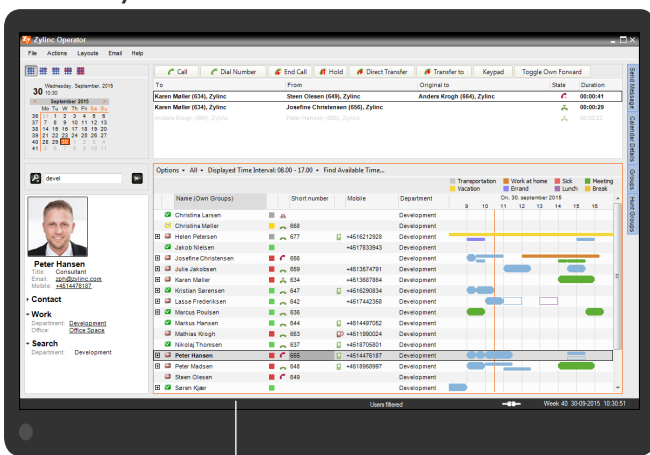 Zylinc Operator
File Actions Layouts Email Help
Wednesday, September, 2015
30 10:30
September 2015
Mo Tu W Th Fri Sa Su
36 31 1 2 3 4 5 6
37 7 8 9 10 11 12 13
38 14 15 16 17 18 19 20
39 21 22 23 24 25 26 27
40 28 29 30 1 2 3 4
41 5 6 7 8 9 10 11
devel
Peter Hansen
Title: Consultant
Email: zph@zylinc.com
Mobile: +4514476187
Contact
Work
Department: Development
Office: Office Space
Search
Department: Development
Call Dial Number End Call Hold Direct Transfer Transfer to Keypad Toggle Own Forward
To From Original to State Duration
Karen Møller (634), Zylinc Steen Olesen (649), Zylinc Anders Krogh (664), Zylinc 00:00:41
Karen Møller (634), Zylinc Josefine Christensen (656), Zylinc 00:00:29
Anders Krogh (664), Zylinc Peter Hansen (666), Zylinc 00:00:20
Options All Displayed Time Interval: 08.00 - 17.00 Find Available Time...
Transportation Work at home Sick Meeting
Vacation Errand Lunch Break
Name (Own Groups) Short number Mobile Department On, 30. september 2015
9 10 11 12 13 14 15 16
Christina Larsen Development
Christina Møller 668 Development
Helen Petersen 677 +4516212928 Development
Jakob Nielsen +4517833943 Development
Josefine Christensen 656 Development
Julie Jakobsen 669 +4513574791 Development
Karen Møller 634 +4513687864 Development
Kristian Sørensen 647 +4516290834 Development
Lasse Frederiksen 642 +4517442368 Development
Marcus Poulsen 636 Development
Markus Hansen 644 +4514497062 Development
Mathias Krogh 683 +4511990024 Development
Nikolaj Thomsen 637 +4518705801 Development
Peter Hansen 666 +4514476187 Development
Peter Madsen 648 +4518968997 Development
Steen Olesen 649 Development
Søren Kjær Development
Send Message
Calendar Details
Groups
Hunt Groups
Users filtered Week 40 30-09-2015 10:30:51